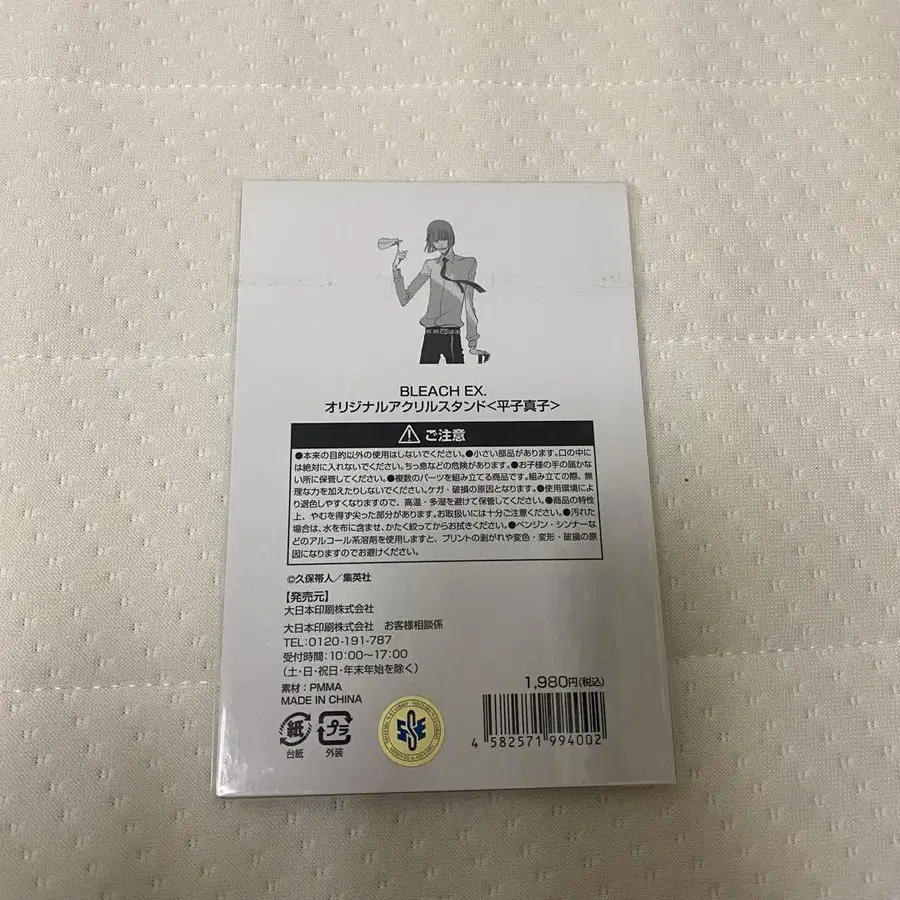 BLEACH EX.
オリジナルアクリルスタンド<平子真子>
ご注意
●本来の目的以外の使用はしないでください。●小さい部品があります。口の中に
は絶対に入れないでください。ちっ息などの危険があります。●お子様の手の届かな
い所に保管してください。●複数のパーツを組み立てる商品です。組み立ての際、無
理な力を加えたりしないでください。ケガ・破損の原因となります。●使用環境によ
り退色しやすくなりますので、高温・多湿を避けて保管してください。●商品の特性
上、やむを得ず尖った部分があります。お取扱いには十分ご注意ください。●汚れた
場合は、水を布に含ませ、かたく絞ってからお拭きください。●ベンジン・シンナーな
どのアルコール系溶剤を使用しますと、プリントの剥がれや変色・変形・破損の原
因になりますのでお避けください。
©久保帯人／集英社
【発売元】
大日本印刷株式会社
大日本印刷株式会社 お客様相談係
TEL:0120-191-787
受付時間:10:00〜17:00
(土・日・祝日・年末年始を除く)
素材:PMMA
MADE IN CHINA
紙
台紙
プラ
外装
1,980円(税込)
4 582571 994002